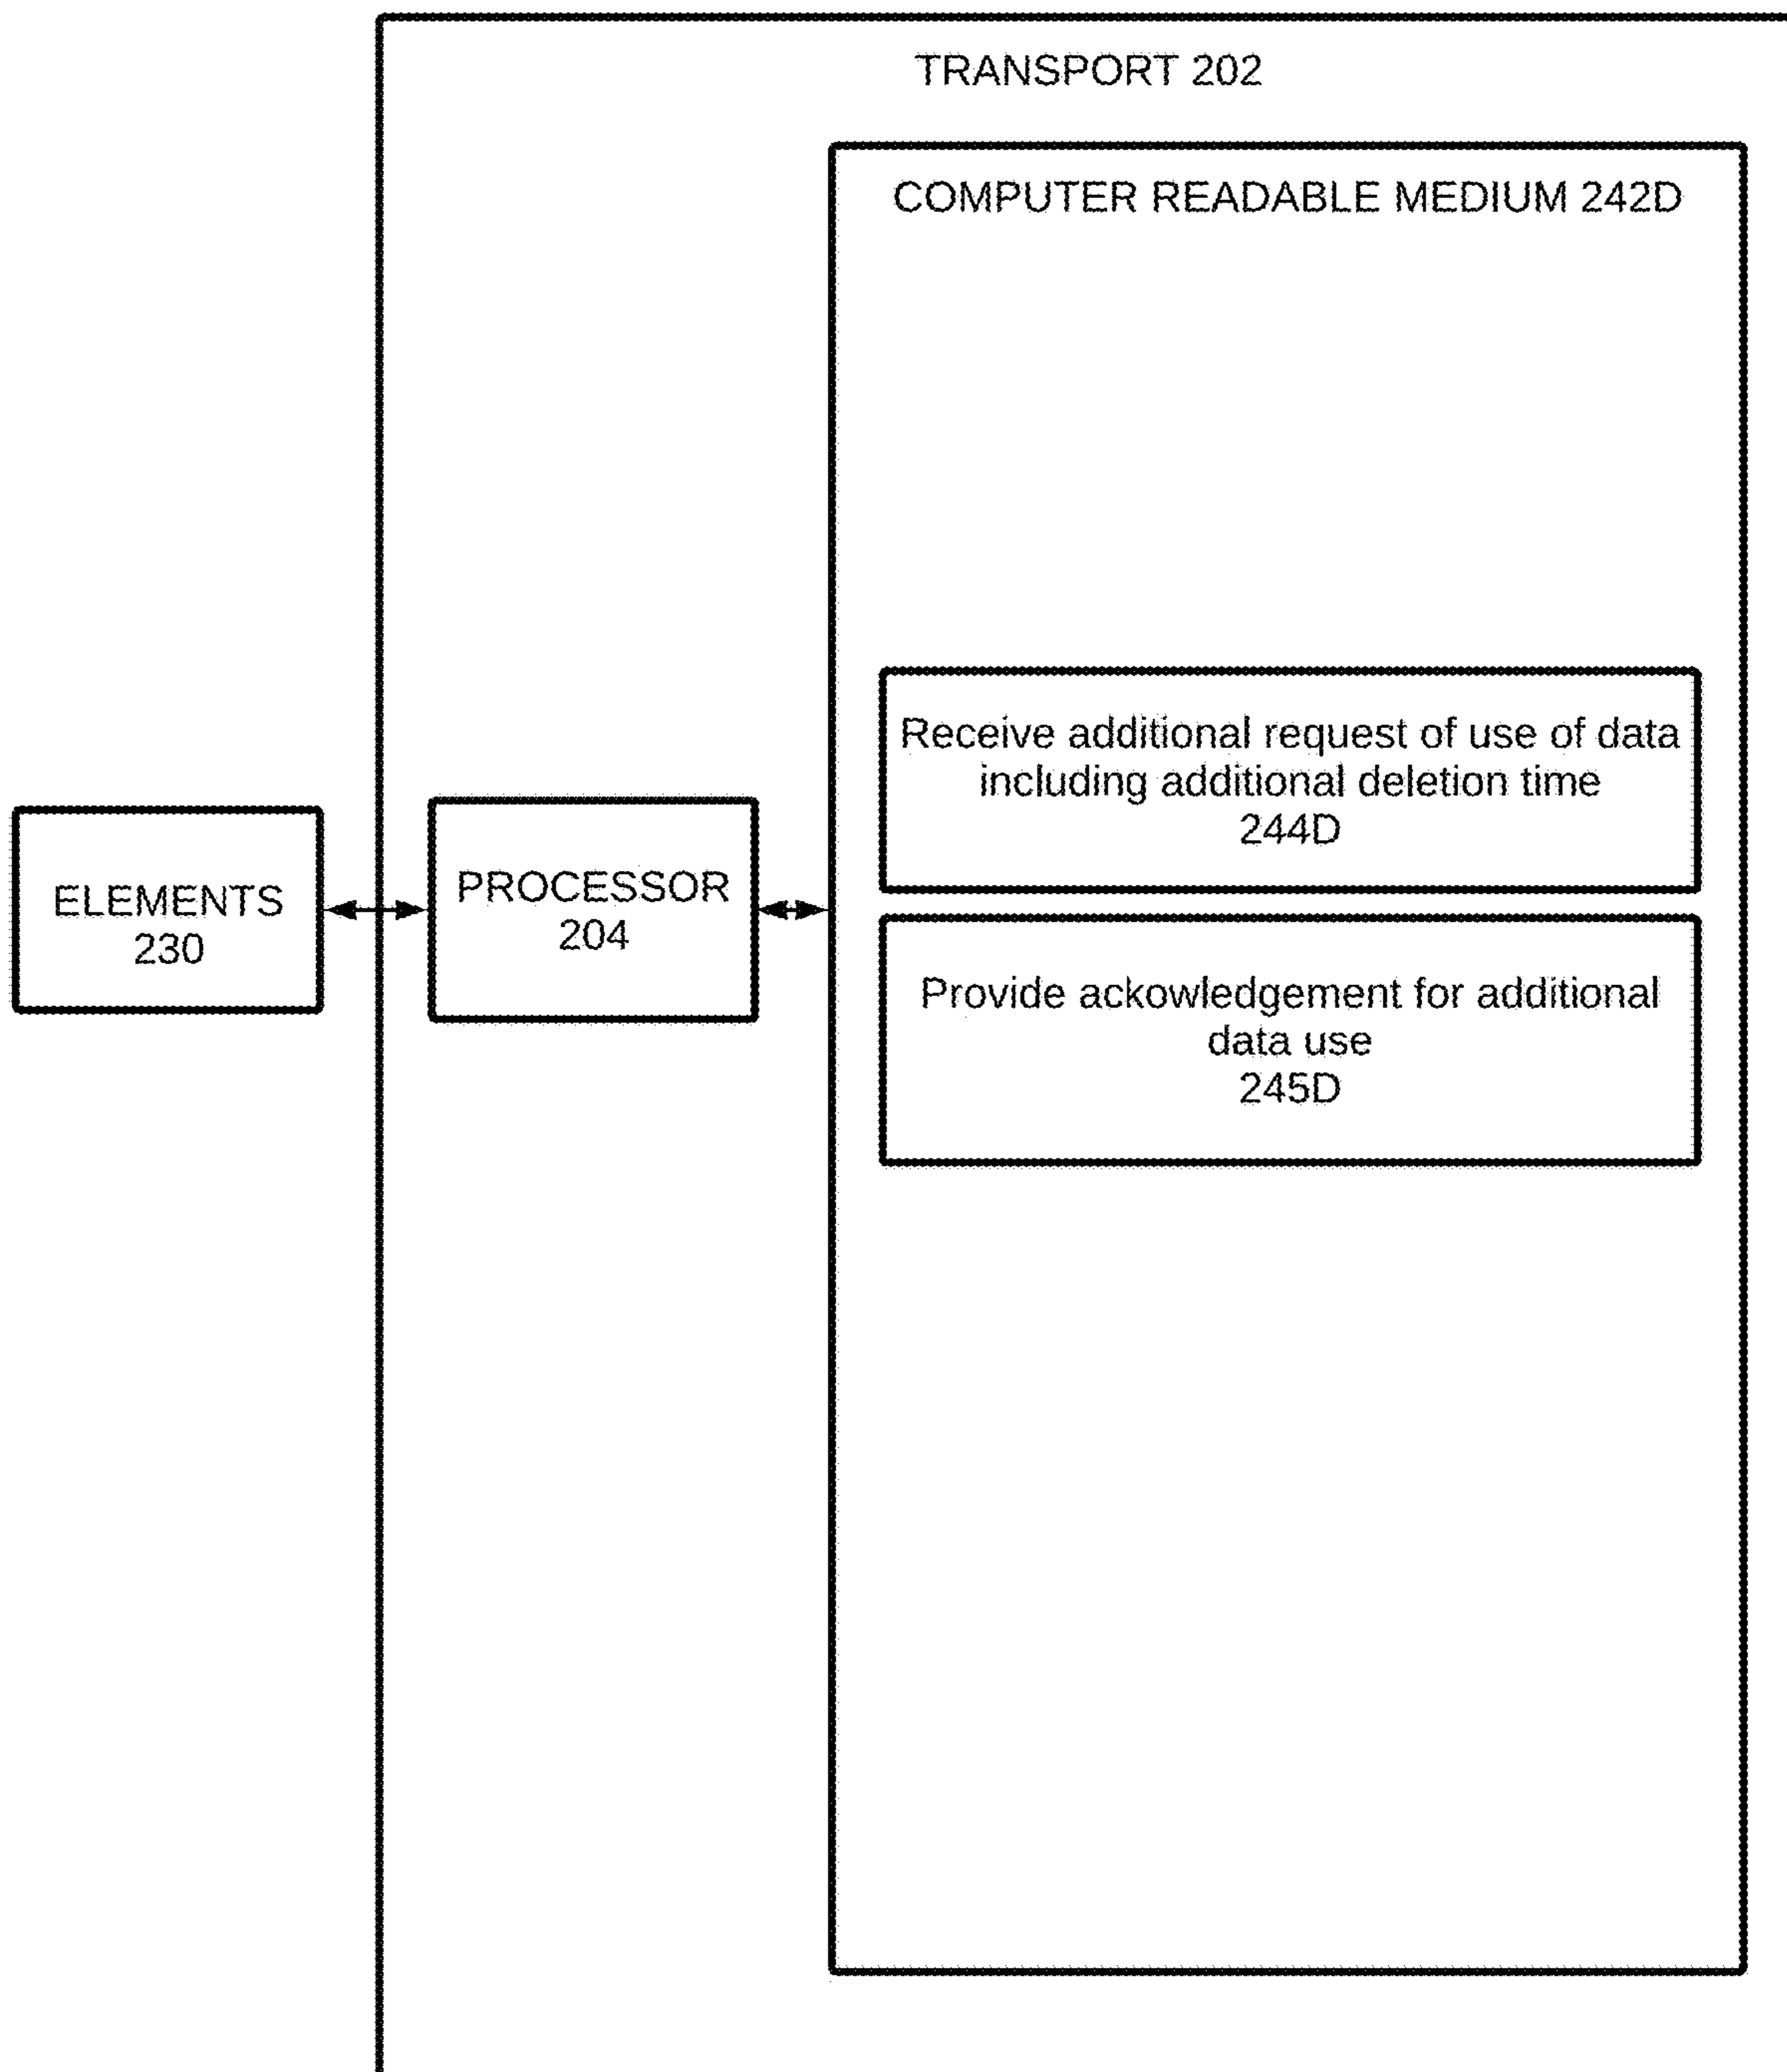 TRANSPORT 202
COMPUTER READABLE MEDIUM 242D
Receive additional request of use of data
including additional deletion time
244D
ELEMENTS
230
PROCESSOR
204
Provide ackowledgement for additional
data use
245D